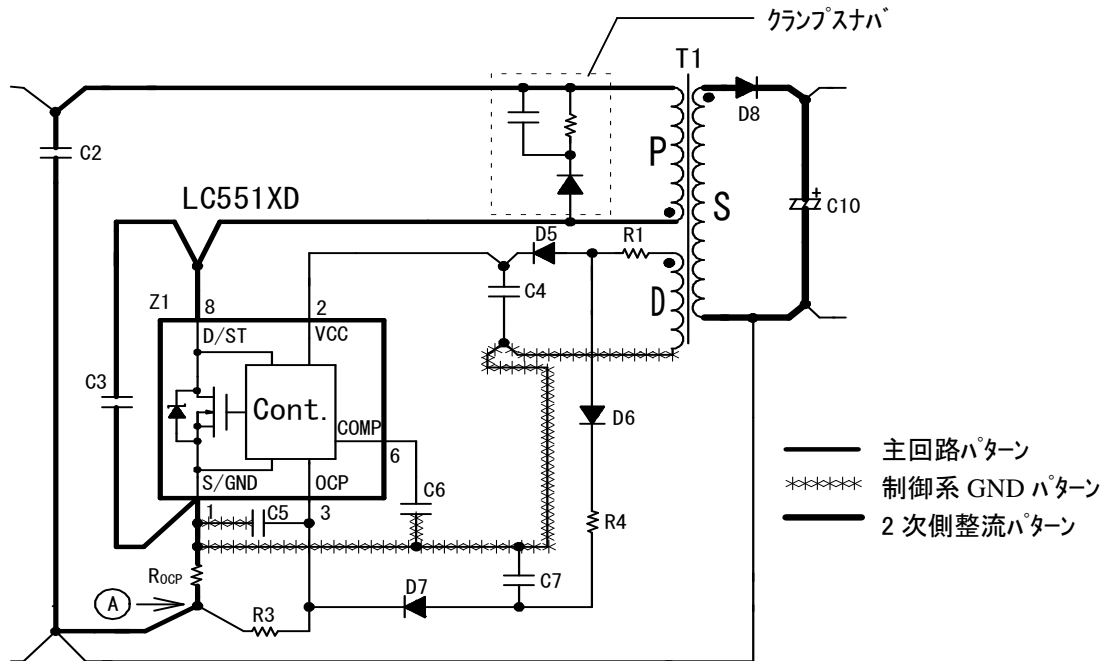 クランプスナバ
T1
D8
C2
P
S
C10
LC551XD
D5
R1
C4
D
Z1
8
2
D/ST
VCC
C3
Cont.
COMP
6
D6
S/GND
OCP
C6
1
C5
3
R4
ROCP
C7
D7
A
R3
主回路パターン
制御系 GND パターン
2 次側整流パターン
+